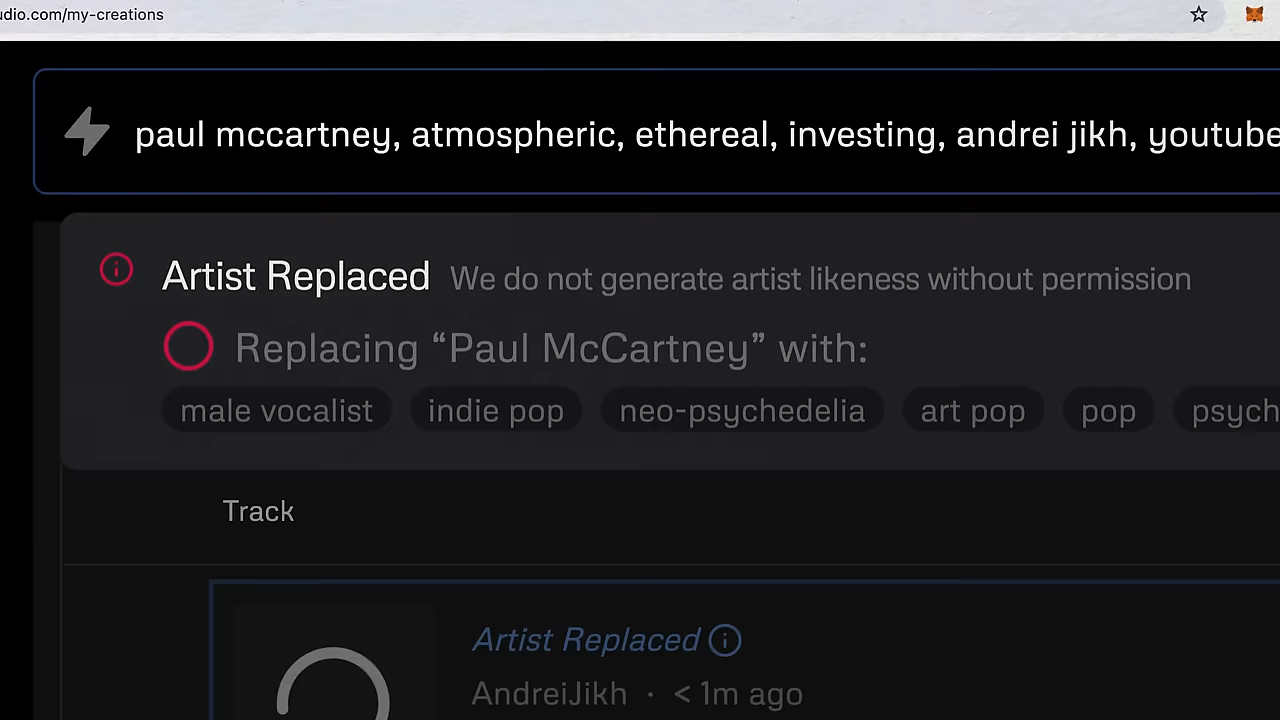 udio.com/my-creations
paul mccartney, atmospheric, ethereal, investing, andrei jikh, youtube
Artist Replaced We do not generate artist likeness without permission
Replacing “Paul McCartney” with:
male vocalist indie pop neo-psychedelia art pop pop psych
Track
Artist Replaced
AndreiJikh · < 1m ago